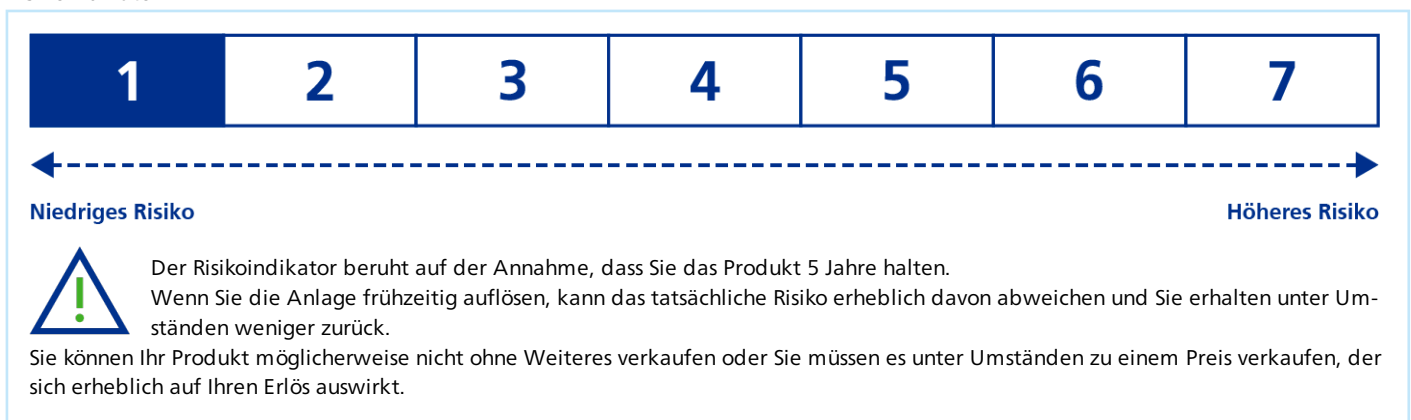 1 2 3 4 5 6 7
Niedriges Risiko Höheres Risiko
Der Risikoindikator beruht auf der Annahme, dass Sie das Produkt 5 Jahre halten.
Wenn Sie die Anlage frühzeitig auflösen, kann das tatsächliche Risiko erheblich davon abweichen und Sie erhalten unter Um-
ständen weniger zurück.
Sie können Ihr Produkt möglicherweise nicht ohne Weiteres verkaufen oder Sie müssen es unter Umständen zu einem Preis verkaufen, der
sich erheblich auf Ihren Erlös auswirkt.